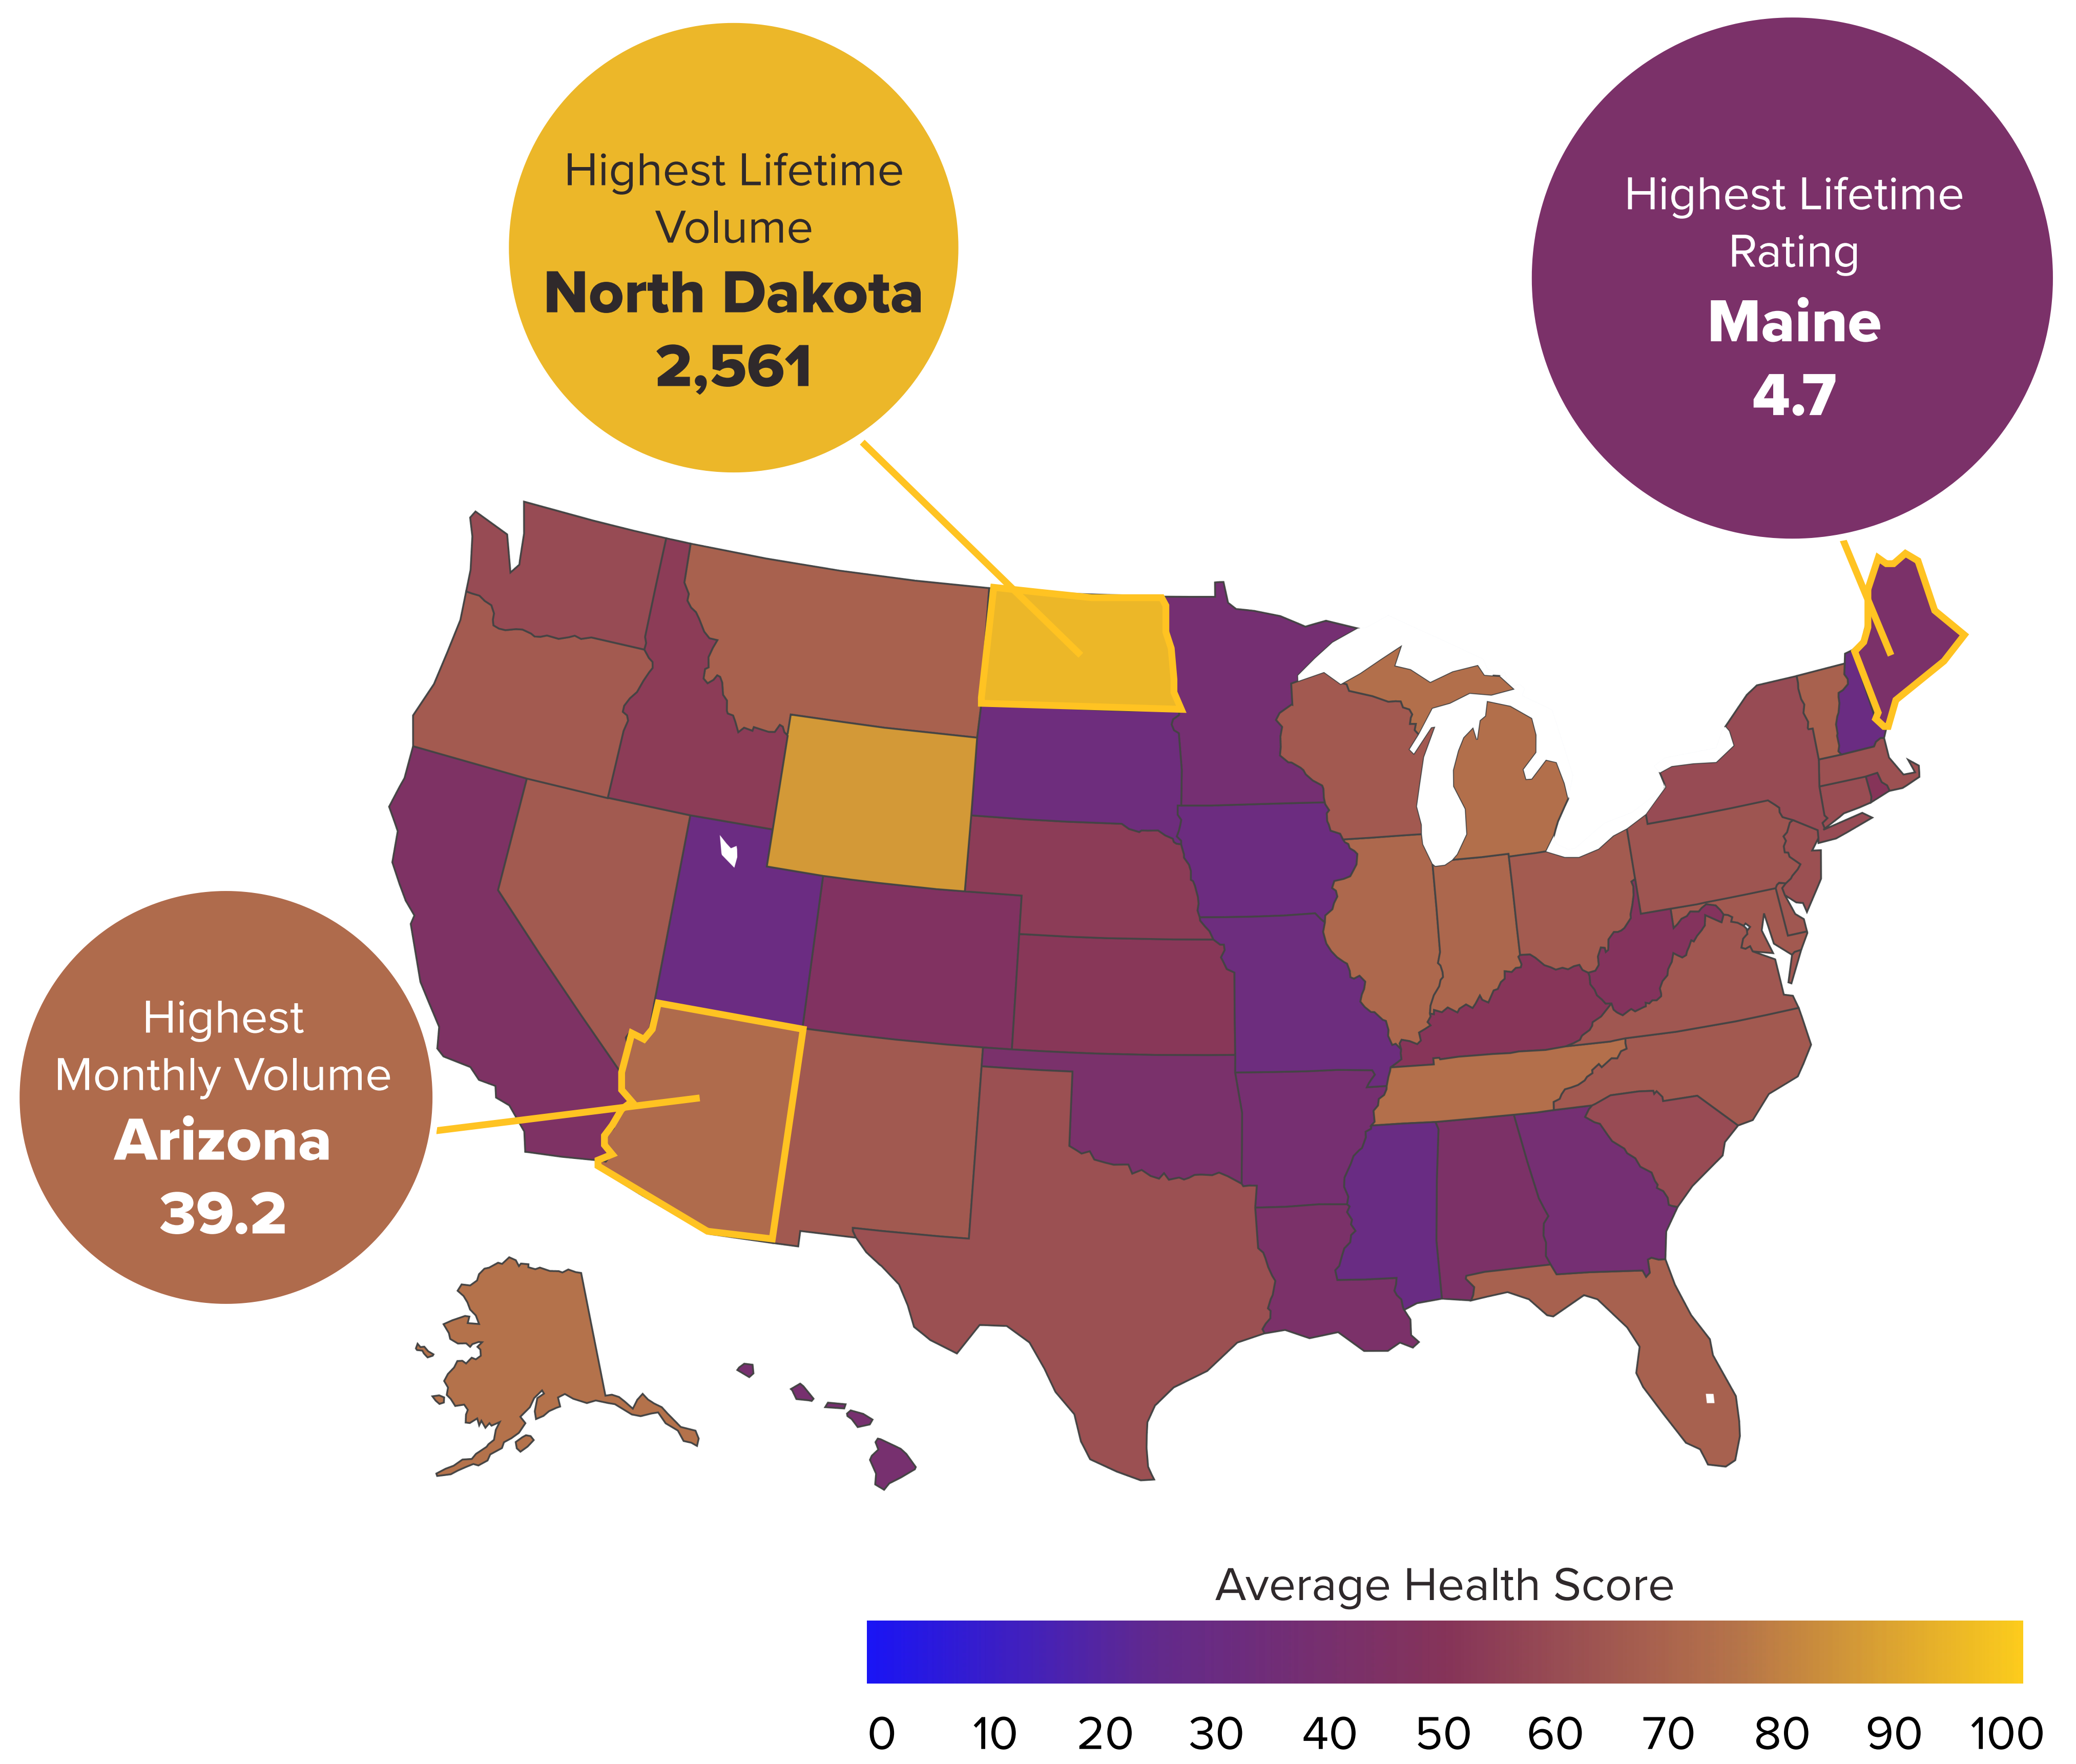 Highest Lifetime
Volume
North Dakota
2,561
Highest Lifetime
Rating
Maine
4.7
Highest
Monthly Volume
Arizona
39.2
Average Health Score
0 10 20 30 40 50 60 70 80 90 100